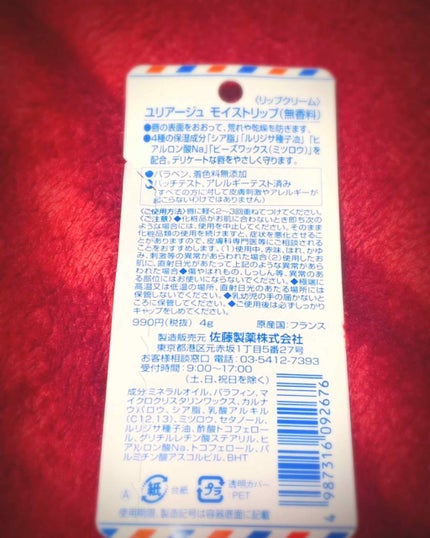 〈リップクリーム〉
ユリアージュ モイストリップ(無香料)
●唇の表面をおおって、荒れや乾燥を防ぎます。
●4種の保湿成分「シア脂」「ルリジサ種子油」「ヒ
アルロン酸Na」「ビーズワックス(ミツロウ)」を
配合。デリケートな唇をやさしく守ります。
●パラベン、着色料無添加
パッチテスト、アレルギーテスト済み
(すべての方に対して皮膚刺激やアレルギーが
起こらないわけではありません)
〈ご使用方法〉唇に軽く2〜3回重ねてつけてください。
〈ご注意〉◆化粧品がお肌に合わないとき即ち次の
ような場合には、使用を中止してください。そのまま
化粧品類の使用を続けますと、症状を悪化させるこ
とがありますので、皮膚科専門医等にご相談される
ことをおすすめします。(1)使用中、赤味、はれ、かゆ
み、刺激等の異常があらわれた場合(2)使用したお
肌に、直射日光があたって上記のような異常があら
われた場合◆傷やはれもの、しっしん等、異常のあ
る部位にはお使いにならないでください。◆極端に
高温又は低温の場所、直射日光のあたる場所には
保管しないでください。◆乳幼児の手の届かないと
ころに保管してください。◆ご使用後は必ずしっかり
キャップをしめてください。
990円(税抜) 4g 原産国:フランス
製造販売元 佐藤製薬株式会社
東京都港区元赤坂1丁目5番27号
お客様相談窓口 電話:03-5412-7393
受付時間:9:00〜17:00
(土、日、祝日を除く)
成分:ミネラルオイル、パラフィン、マ
イクロクリスタリンワックス、カルナ
ウバロウ、シア脂、乳酸アルキル
(C12,13)、ミツロウ、セタノール、
ルリジサ種子油、酢酸トコフェロ
ール、グリチルレチン酸ステアリル、ヒ
アルロン酸Na、トコフェロール、パ
ルミチン酸アスコルビル、BHT
4 987316 092676
A 紙 台紙 プラ 透明カバー:
PET
使用期限、製造記号は容器底面に記載